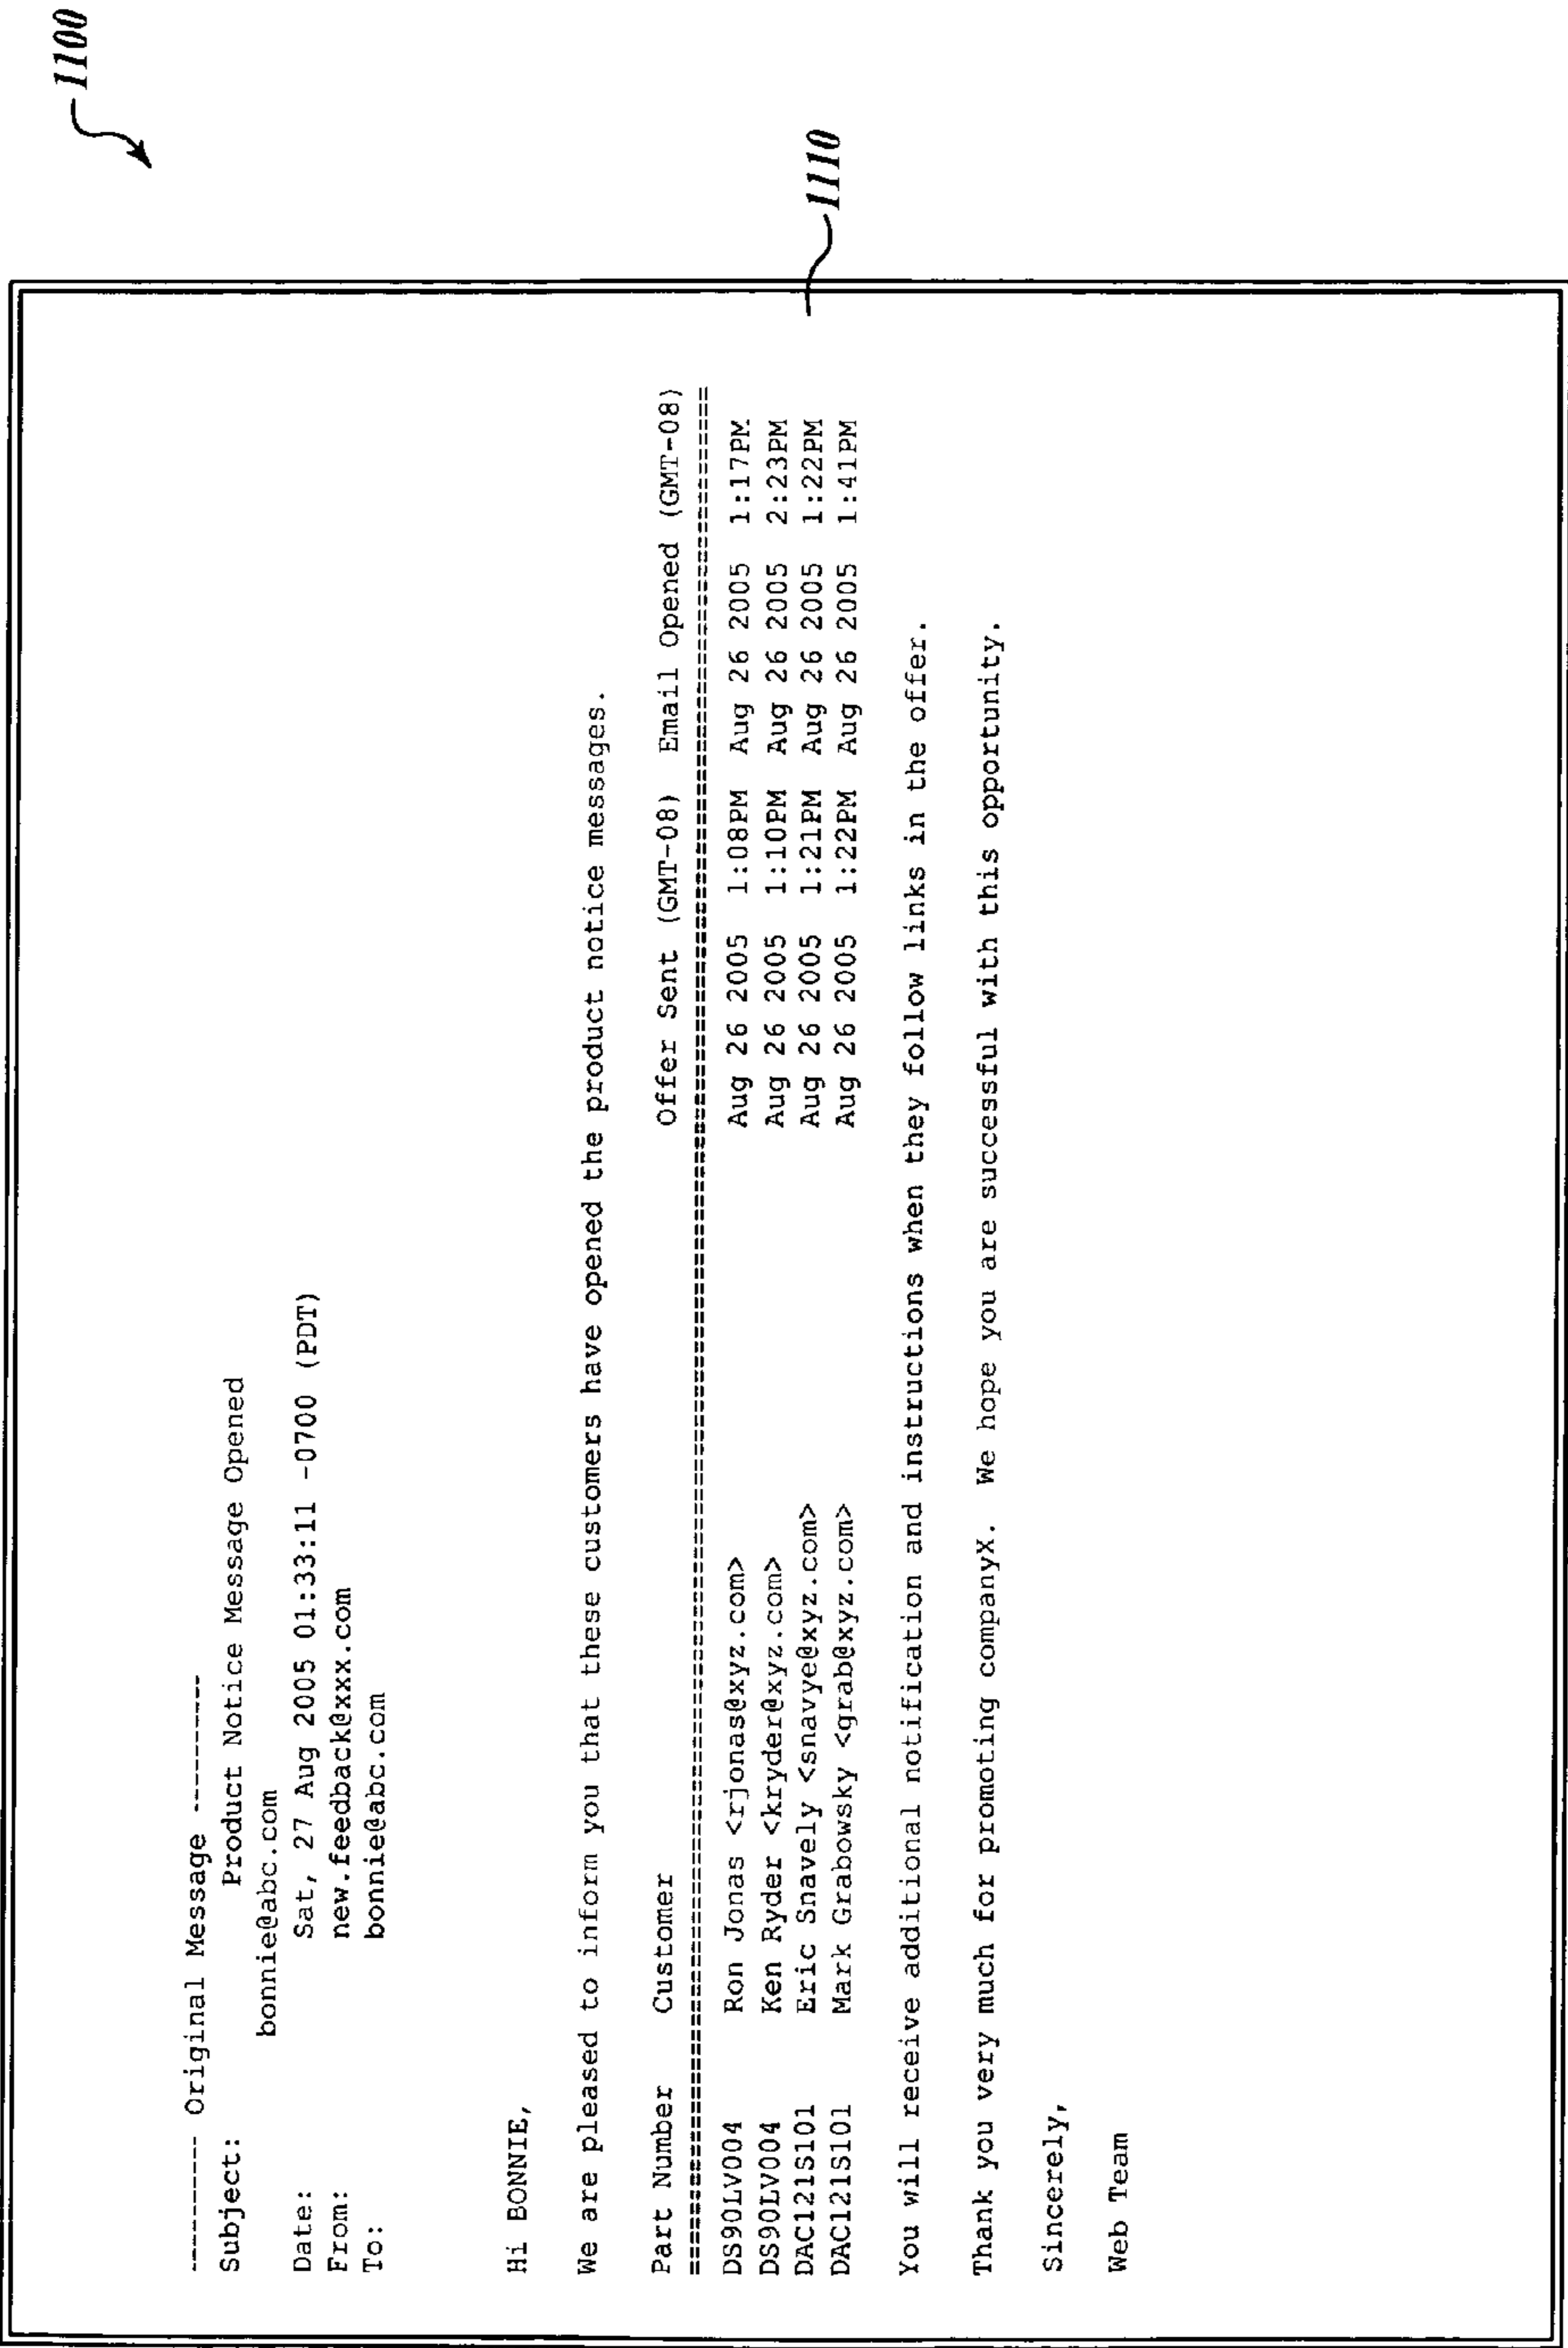 1100
---------- Original Message ----------
Subject: Product Notice Message Opened
bonnie@abc.com
Date: Sat, 27 Aug 2005 01:33:11 -0700 (PDT)
From: new.feedback@xxx.com
To: bonnie@abc.com
Hi BONNIE,
We are pleased to inform you that these customers have opened the product notice messages.
Part Number Customer Offer Sent (GMT-08) Email Opened (GMT-08)
DS90LV004 Ron Jonas <rjonas@xyz.com> Aug 26 2005 1:08PM Aug 26 2005 1:17PM
DS90LV004 Ken Ryder <kryder@xyz.com> Aug 26 2005 1:10PM Aug 26 2005 2:23PM
DAC121S101 Eric Snavely <snavye@xyz.com> Aug 26 2005 1:21PM Aug 26 2005 1:22PM
DAC121S101 Mark Grabowsky <grab@xyz.com> Aug 26 2005 1:22PM Aug 26 2005 1:41PM
1110
You will receive additional notification and instructions when they follow links in the offer.
Thank you very much for promoting companyX. We hope you are successful with this opportunity.
Sincerely,
Web Team